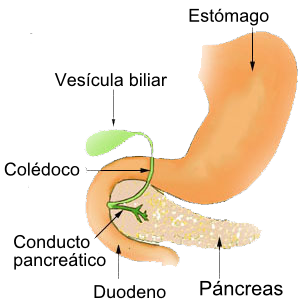 Estómago
Vesícula biliar
Colédoco
Conducto
pancreático
Duodeno
Páncreas